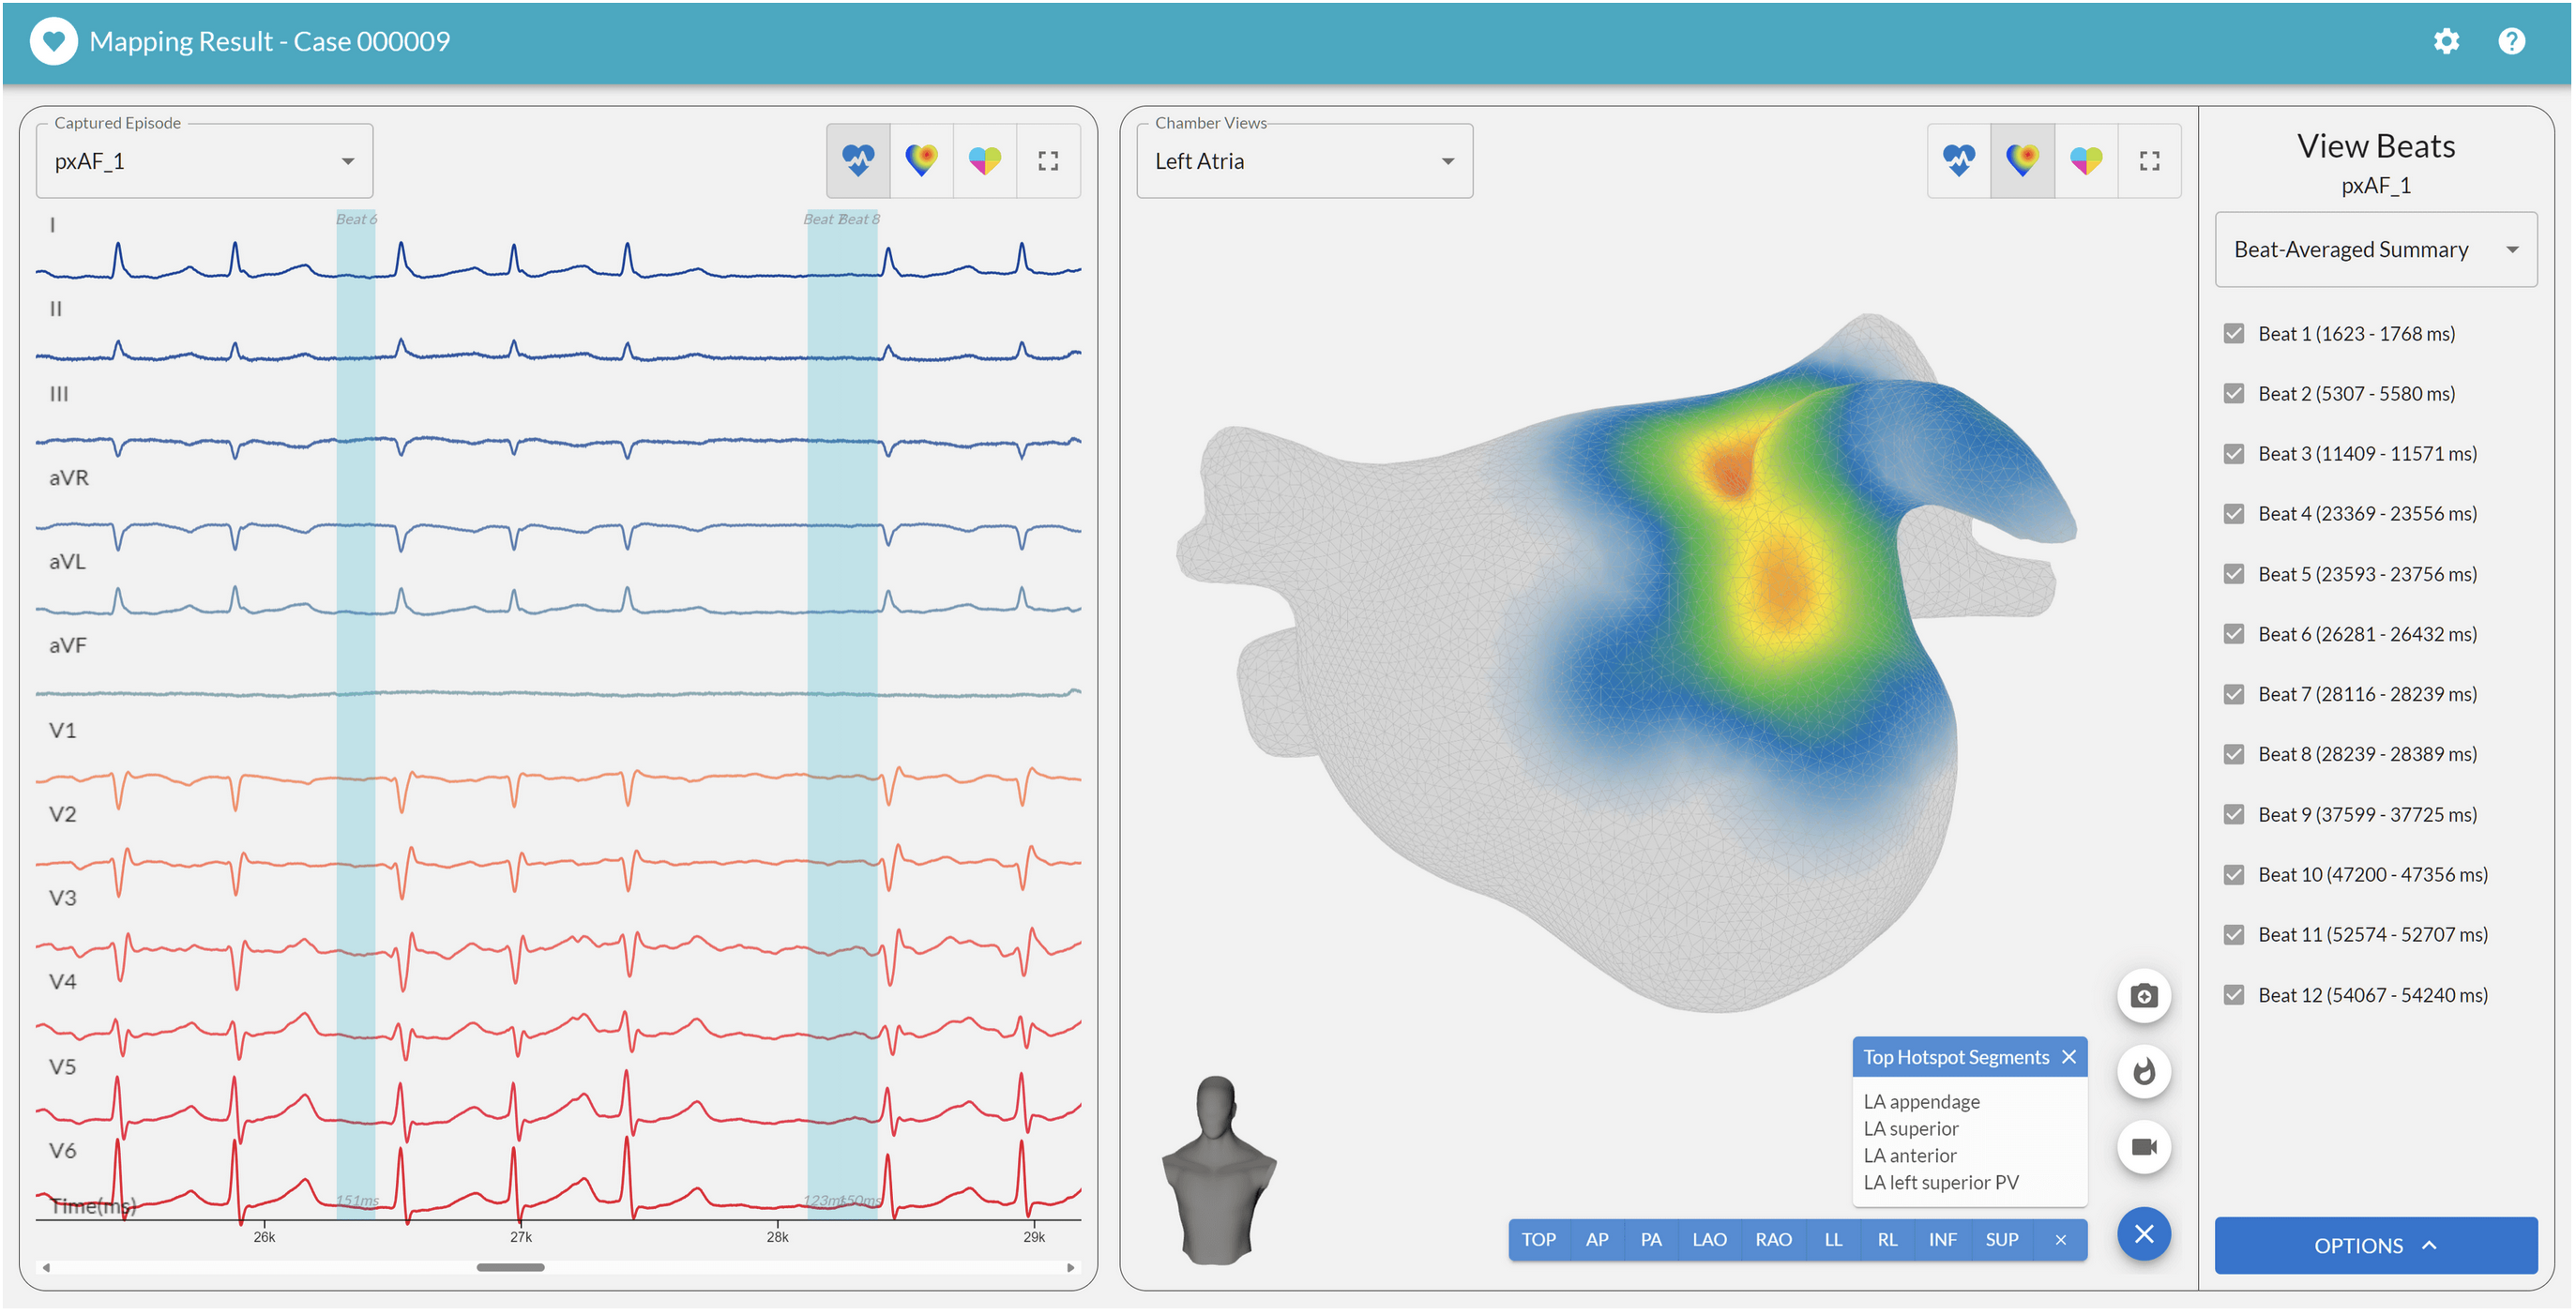 Mapping Result - Case 000009
Captured Episode
pxAF_1
Beat 6
Beat 7
Beat 8
I
II
III
aVR
aVL
aVF
V1
V2
V3
V4
V5
V6
Time(ms)
151ms
123ms
150ms
26k
27k
28k
29k
Chamber Views
Left Atria
Top Hotspot Segments
LA appendage
LA superior
LA anterior
LA left superior PV
TOP AP PA LAO RAO LL RL INF SUP
View Beats
pxAF_1
Beat-Averaged Summary
Beat 1 (1623 - 1768 ms)
Beat 2 (5307 - 5580 ms)
Beat 3 (11409 - 11571 ms)
Beat 4 (23369 - 23556 ms)
Beat 5 (23593 - 23756 ms)
Beat 6 (26281 - 26432 ms)
Beat 7 (28116 - 28239 ms)
Beat 8 (28239 - 28389 ms)
Beat 9 (37599 - 37725 ms)
Beat 10 (47200 - 47356 ms)
Beat 11 (52574 - 52707 ms)
Beat 12 (54067 - 54240 ms)
OPTIONS